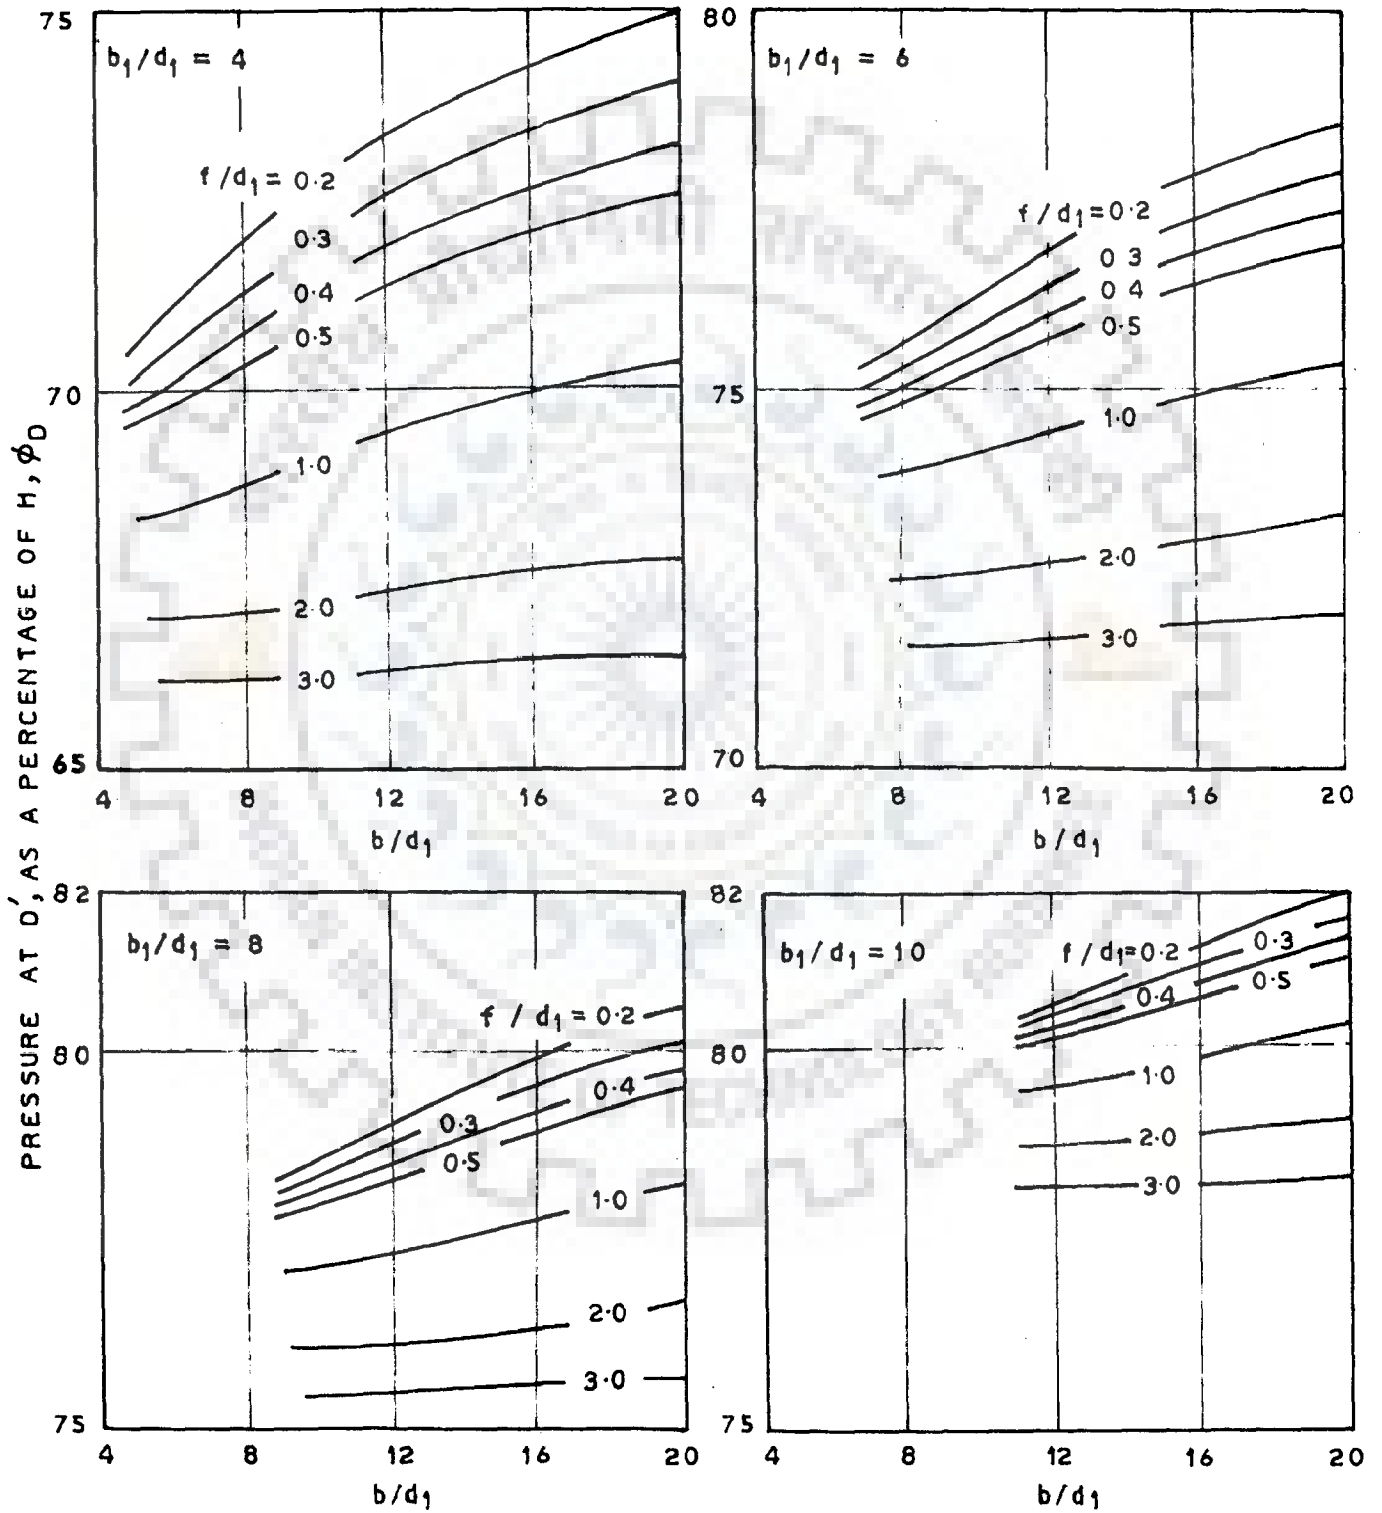 PRESSURE AT D', AS A PERCENTAGE OF H, ϕD
75
b1/d1 = 4
f/d1 = 0.2
0.3
0.4
0.5
70
1.0
2.0
3.0
65
4 8 12 16 20
b/d1
80
b1/d1 = 6
f/d1=0.2
0 3
0 4
0.5
75
1.0
2.0
3.0
70
4 8 12 16 20
b/d1
82
b1/d1 = 8
f / d1 = 0.2
80
0.4
0.3
0.5
1.0
2.0
3.0
75
4 8 12 16 20
b/d1
82
b1/d1 = 10
f/d1=0.2
0.3
0.4
0.5
80
1.0
2.0
3.0
75
4 8 12 16 20
b/d1